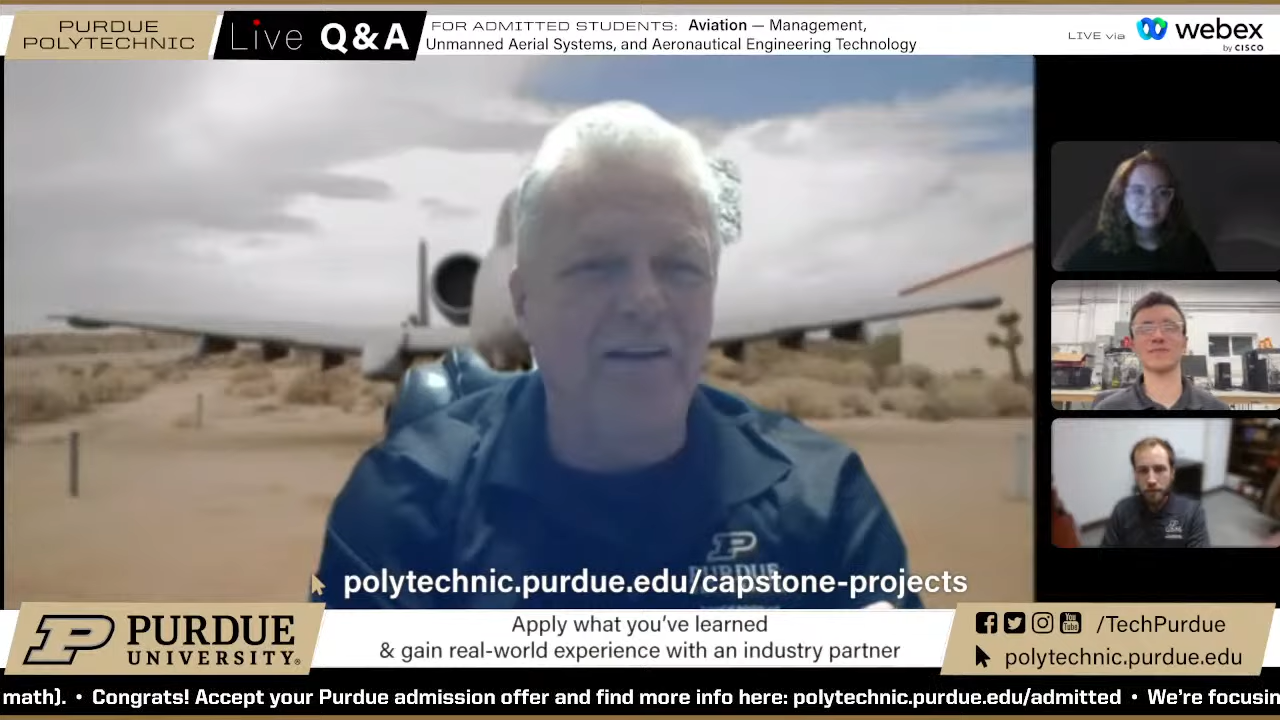 PURDUE
POLYTECHNIC
Live Q&A
FOR ADMITTED STUDENTS: Aviation — Management,
Unmanned Aerial Systems, and Aeronautical Engineering Technology
LIVE via webex
by CISCO
P
PURDUE
polytechnic.purdue.edu/capstone-projects
P PURDUE
UNIVERSITY®
Apply what you've learned
& gain real-world experience with an industry partner
You Tube /TechPurdue
polytechnic.purdue.edu
math]. • Congrats! Accept your Purdue admission offer and find more info here: polytechnic.purdue.edu/admitted • We're focusin